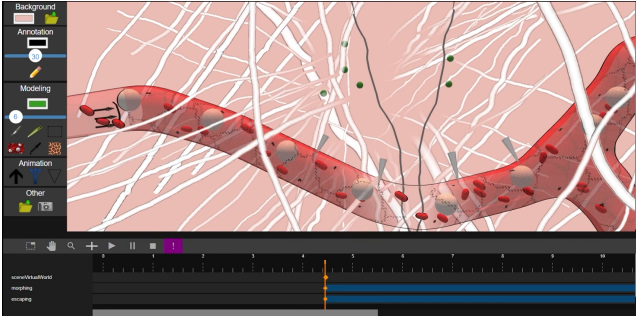 Background
Annotation
30
Modeling
6
Animation
Other
!
0 1 2 3 4 5 6 7 8 9 10
sceneVirtualWorld
morphing
escaping